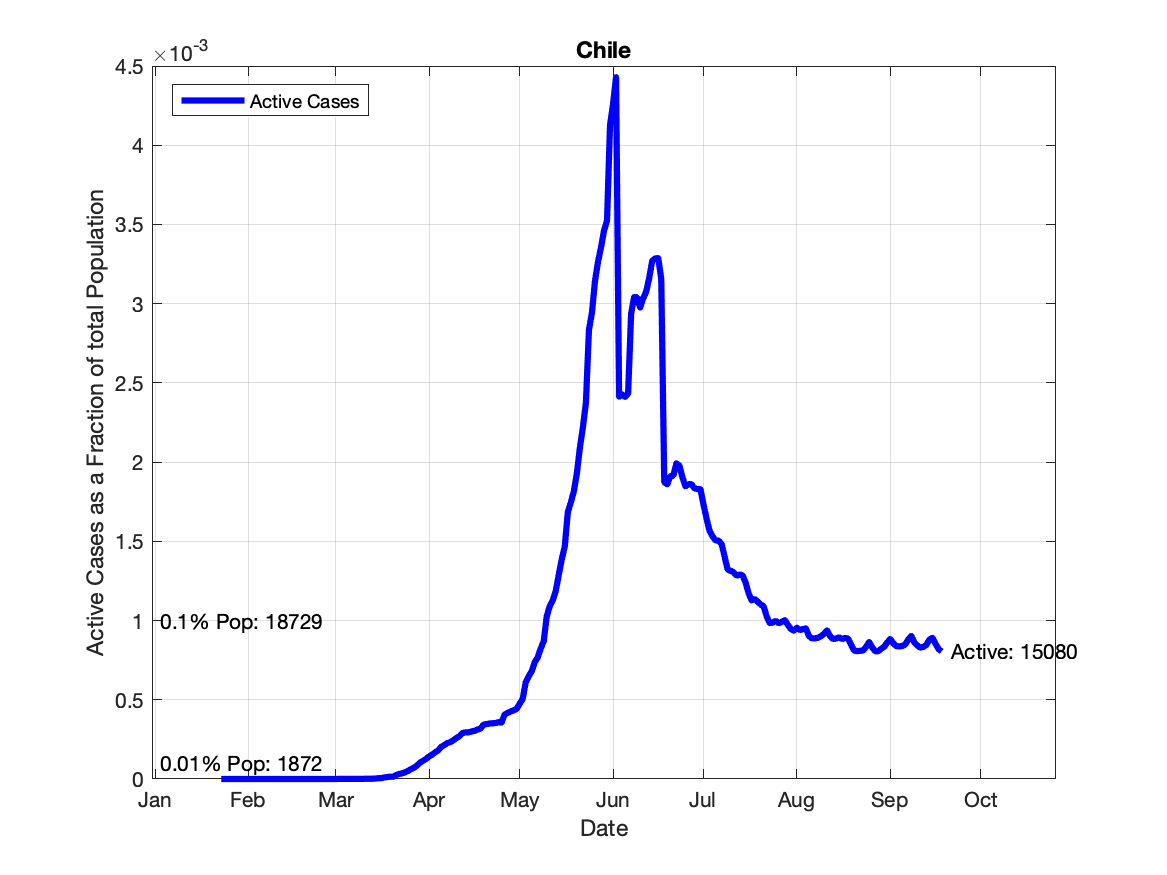 Chile
×10-3
4.5
4
3.5
3
2.5
2
1.5
1
0.5
0
Active Cases as a Fraction of total Population
Active Cases
0.1% Pop: 18729
0.01% Pop: 1872
Active: 15080
Jan Feb Mar Apr May Jun Jul Aug Sep Oct
Date